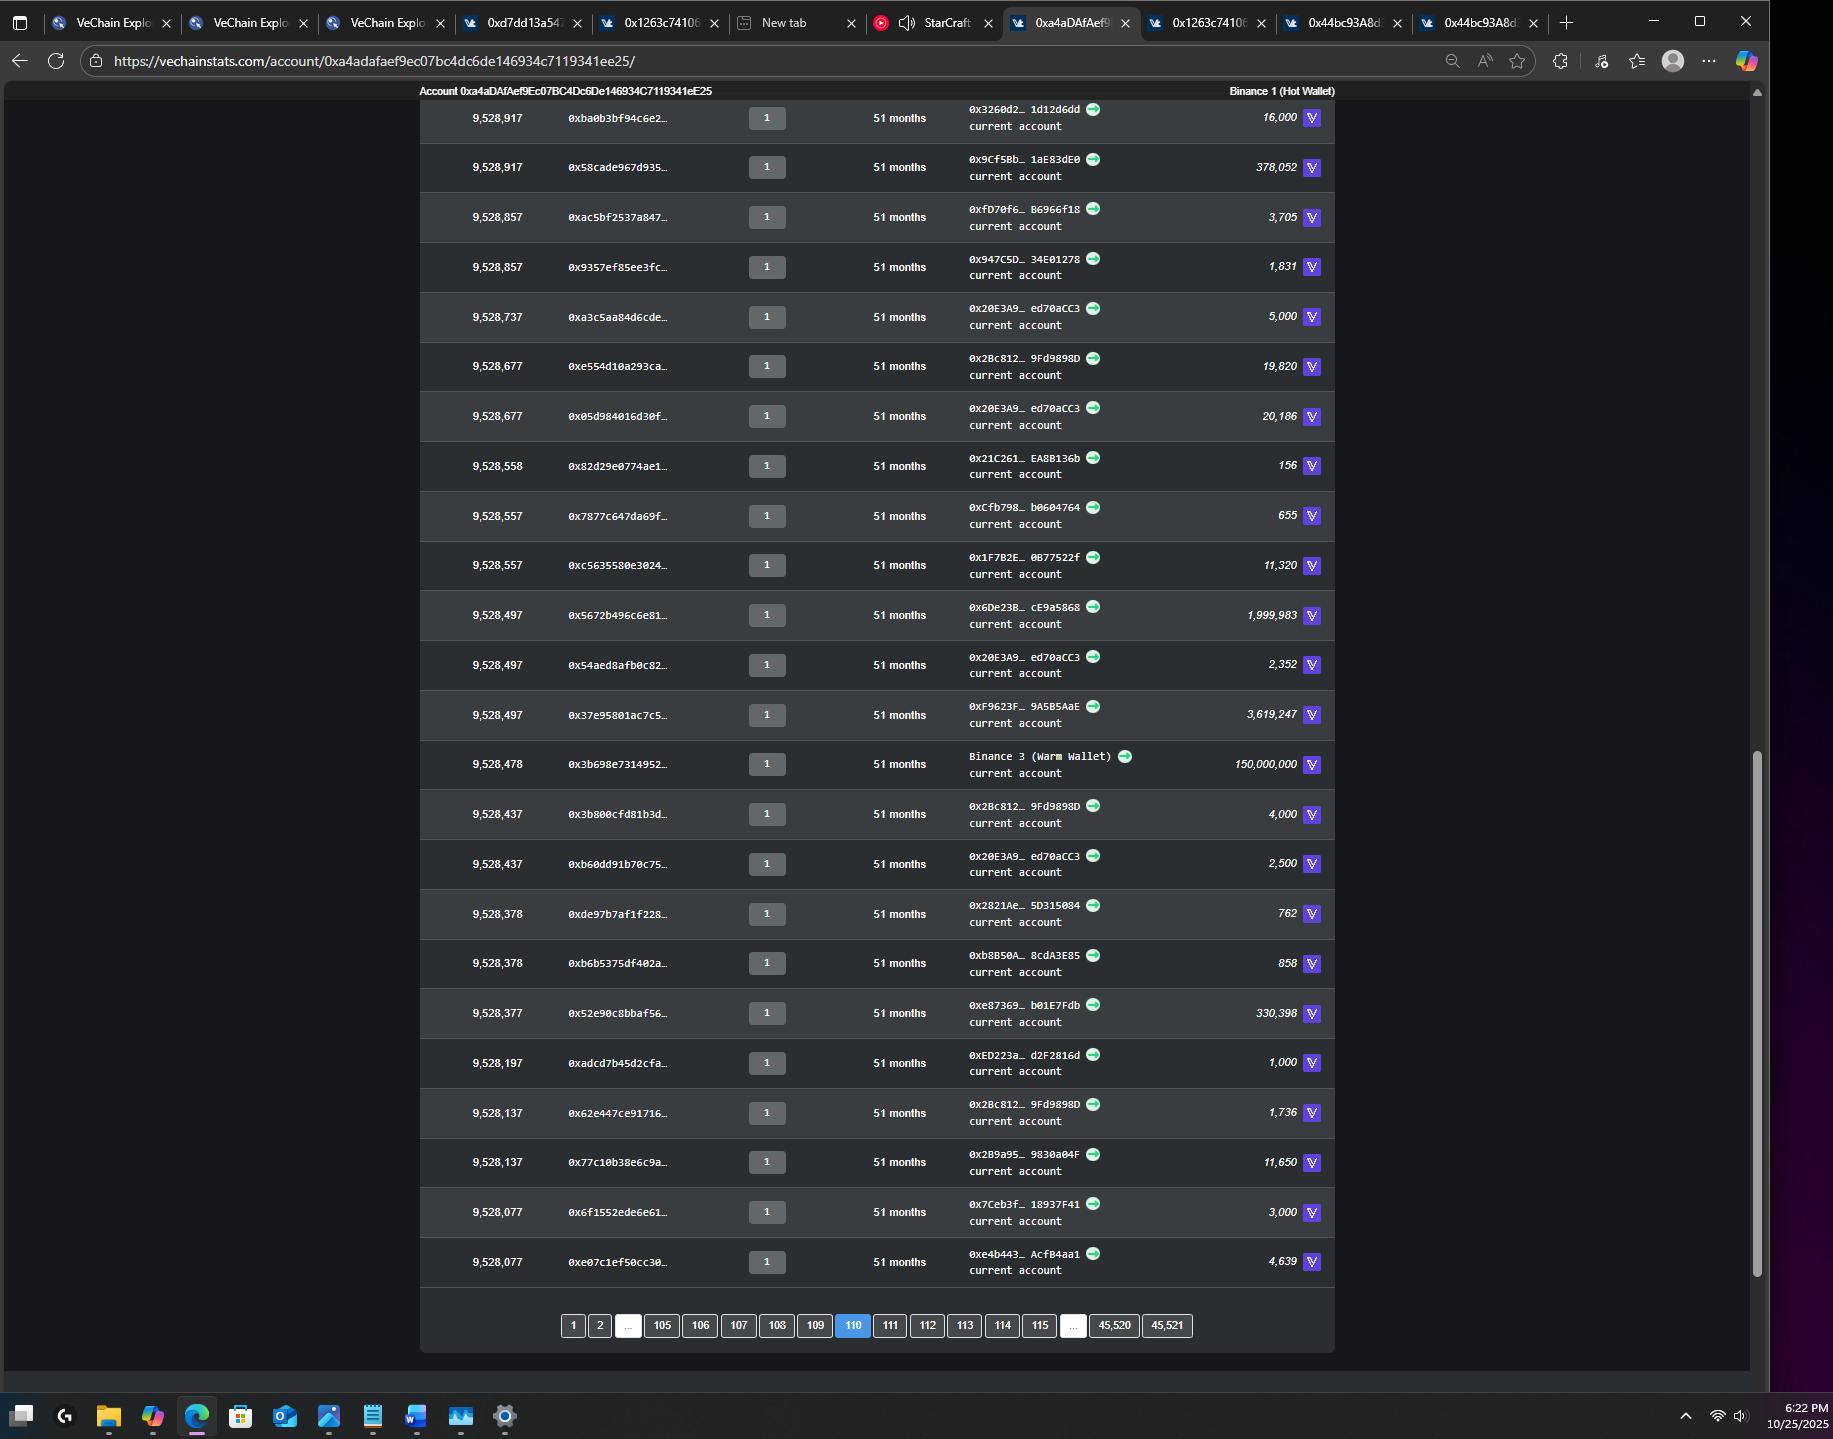 VeChain Explo
VeChain Explo
VeChain Explo
0xd7dd13a547
0x1263c74106
New tab
StarCraft
0xa4aDAfAef9E
0x1263c74106
0x44bc93A8d
0x44bc93A8d
https://vechainstats.com/account/0xa4adafaef9ec07bc4dc6de146934c7119341ee25/
Account 0xa4aDAfAef9Ec07BC4Dc6De146934C7119341eE25 Binance 1 (Hot Wallet)
9,528,917 0xba0b3bf94c6e2… 1 51 months 0x3260d2… 1d12d6dd 16,000
current account
9,528,917 0x58cade967d935… 1 51 months 0x9Cf5Bb… 1aE83dE0 378,052
current account
9,528,857 0xac5bf2537a847… 1 51 months 0xfD70f6… B6966f18 3,705
current account
9,528,857 0x9357ef85ee3fc… 1 51 months 0x947C5D… 34E01278 1,831
current account
9,528,737 0xa3c5aa84d6cde… 1 51 months 0x20E3A9… ed70aCC3 5,000
current account
9,528,677 0xe554d10a293ca… 1 51 months 0x2Bc812… 9Fd9898D 19,820
current account
9,528,677 0x05d984016d30f… 1 51 months 0x20E3A9… ed70aCC3 20,186
current account
9,528,558 0x82d29e0774ae1… 1 51 months 0x21C261… EA8B136b 156
current account
9,528,557 0x7877c647da69f… 1 51 months 0xCfb798… b0604764 655
current account
9,528,557 0xc5635580e3024… 1 51 months 0x1F7B2E… 0B77522f 11,320
current account
9,528,497 0x5672b496c6e81… 1 51 months 0x6De23B… cE9a5868 1,999,983
current account
9,528,497 0x54aed8afb0c82… 1 51 months 0x20E3A9… ed70aCC3 2,352
current account
9,528,497 0x37e95801ac7c5… 1 51 months 0xF9623F… 9A5B5AaE 3,619,247
current account
9,528,478 0x3b698e7314952… 1 51 months Binance 3 (Warm Wallet) 150,000,000
current account
9,528,437 0x3b800cfd81b3d… 1 51 months 0x2Bc812… 9Fd9898D 4,000
current account
9,528,437 0xb60dd91b70c75… 1 51 months 0x20E3A9… ed70aCC3 2,500
current account
9,528,378 0xde97b7af1f228… 1 51 months 0x2821Ae… 5D315084 762
current account
9,528,378 0xb6b5375df402a… 1 51 months 0xb8B50A… 8cdA3E85 858
current account
9,528,377 0x52e90c8bbaf56… 1 51 months 0xe87369… b01E7Fdb 330,398
current account
9,528,197 0xadcd7b45d2cfa… 1 51 months 0xED223a… d2F2816d 1,000
current account
9,528,137 0x62e447ce91716… 1 51 months 0x2Bc812… 9Fd9898D 1,736
current account
9,528,137 0x77c10b38e6c9a… 1 51 months 0x2B9a95… 9830a04F 11,650
current account
9,528,077 0x6f1552ede6e61… 1 51 months 0x7Ceb3f… 18937F41 3,000
current account
9,528,077 0xe07c1ef50cc30… 1 51 months 0xe4b443… AcfB4aa1 4,639
current account
1 2 ... 105 106 107 108 109 110 111 112 113 114 115 ... 45,520 45,521
6:22 PM
10/25/2025